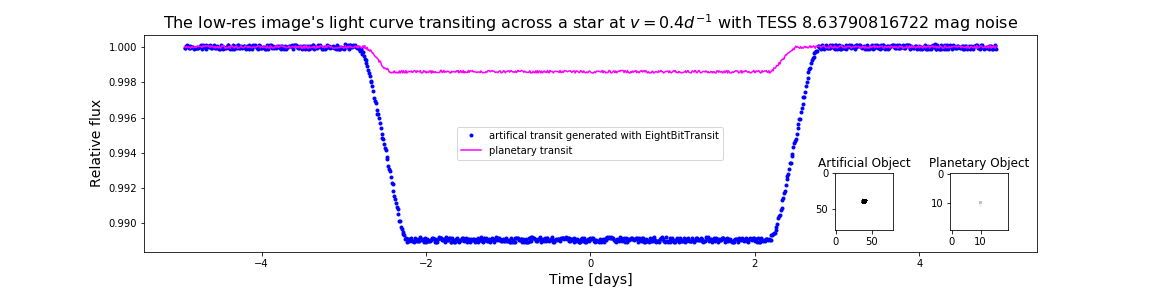 The low-res image's light curve transiting across a star at v = 0.4d⁻¹ with TESS 8.63790816722 mag noise
1.000
0.998
0.996
0.994
0.992
0.990
Relative flux
artifical transit generated with EightBitTransit
planetary transit
Artificial Object
0
50
0 50
Planetary Object
0
10
0 10
−4 −2 0 2 4
Time [days]